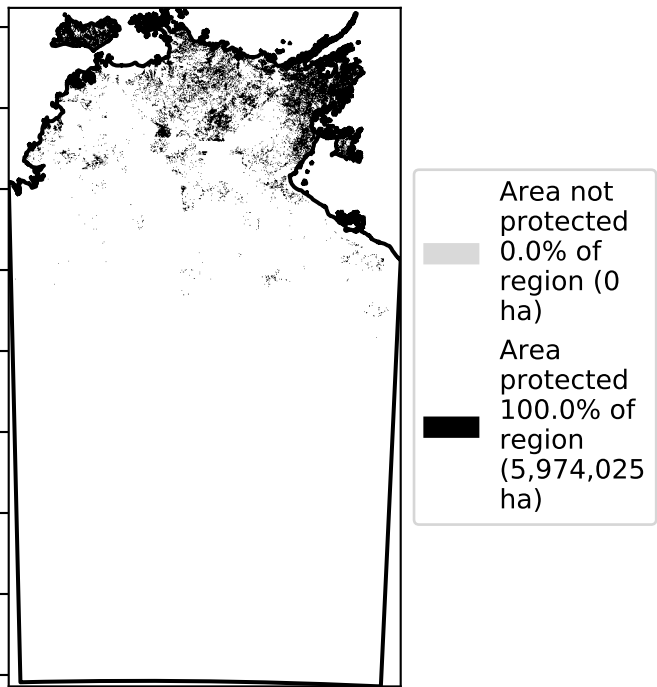 Area not
protected
0.0% of
region (0
ha)
Area
protected
100.0% of
region
(5,974,025
ha)